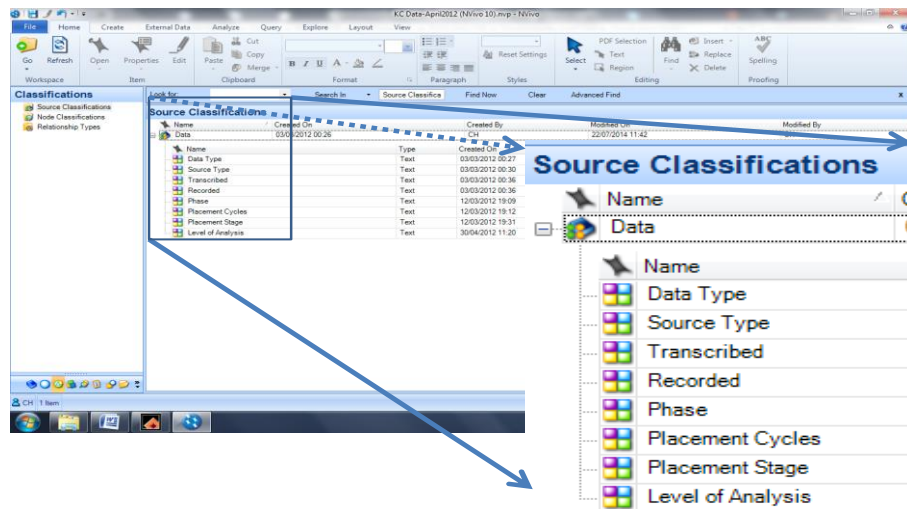 KC Data-April2012 (NVivo 10).nvp - NVivo
File Home Create External Data Analyze Query Explore Layout View
Go Refresh Open Properties Edit Paste Cut Copy Merge
B I U A
Reset Settings
Select PDF Selection Text Region Find Insert Replace Delete ABC Spelling
Workspace Item Clipboard Format Paragraph Styles Editing Proofing
Classifications
Source Classifications
Node Classifications
Relationship Types
Look for: Search In Source Classifica Find Now Clear Advanced Find x
Source Classifications
Name Created On Created By Modified On Modified By
Data 03/03/2012 00:26 CH 22/07/2014 11:42
Name Type Created On
Data Type Text 03/03/2012 00:27
Source Type Text 03/03/2012 00:30
Transcribed Text 03/03/2012 00:36
Recorded Text 03/03/2012 00:36
Phase Text 12/03/2012 19:09
Placement Cycles Text 12/03/2012 19:12
Placement Stage Text 12/03/2012 19:31
Level of Analysis Text 30/04/2012 11:20
CH 1 Item
Source Classifications
Name
Data
Name
Data Type
Source Type
Transcribed
Recorded
Phase
Placement Cycles
Placement Stage
Level of Analysis